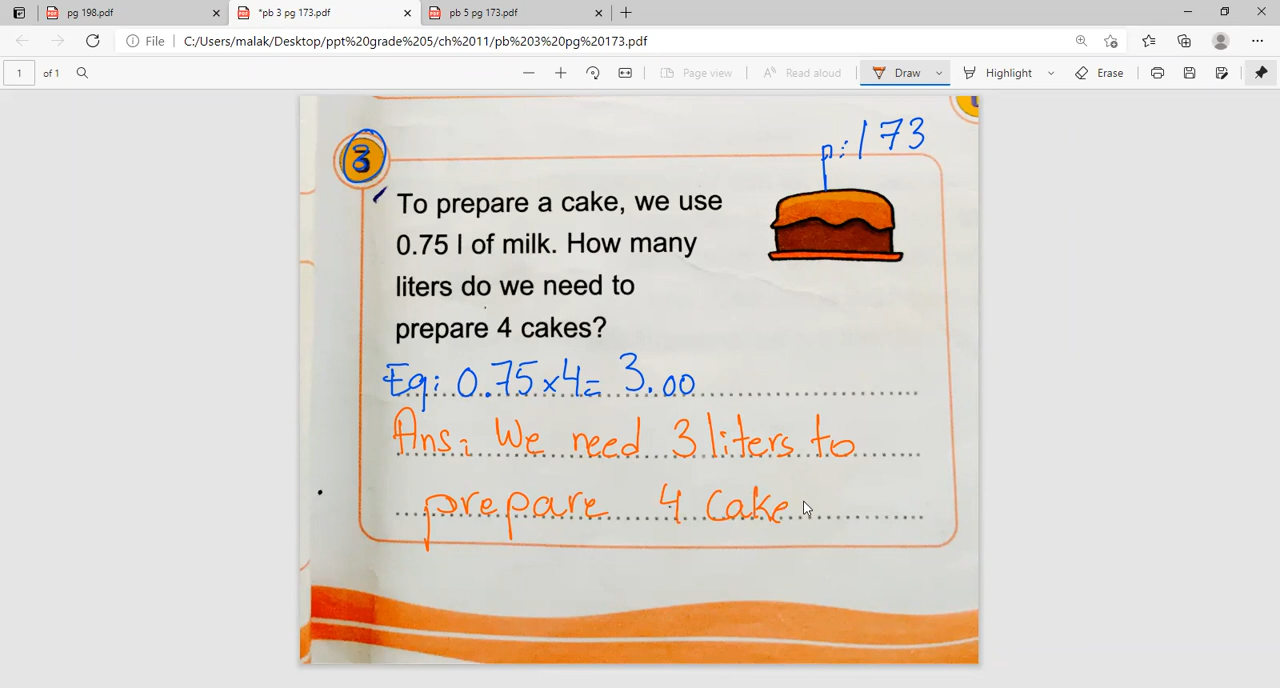 pg 198.pdf
*pb 3 pg 173.pdf
pb 5 pg 173.pdf
File
C:/Users/malak/Desktop/ppt%20grade%205/ch%2011/pb%203%20pg%20173.pdf
1 of 1
Page view
Read aloud
Draw
Highlight
Erase
p:173
3
To prepare a cake, we use
0.75 l of milk. How many
liters do we need to
prepare 4 cakes?
Eq: 0.75×4= 3.00
Ans: We need 3 liters to
prepare 4 cake